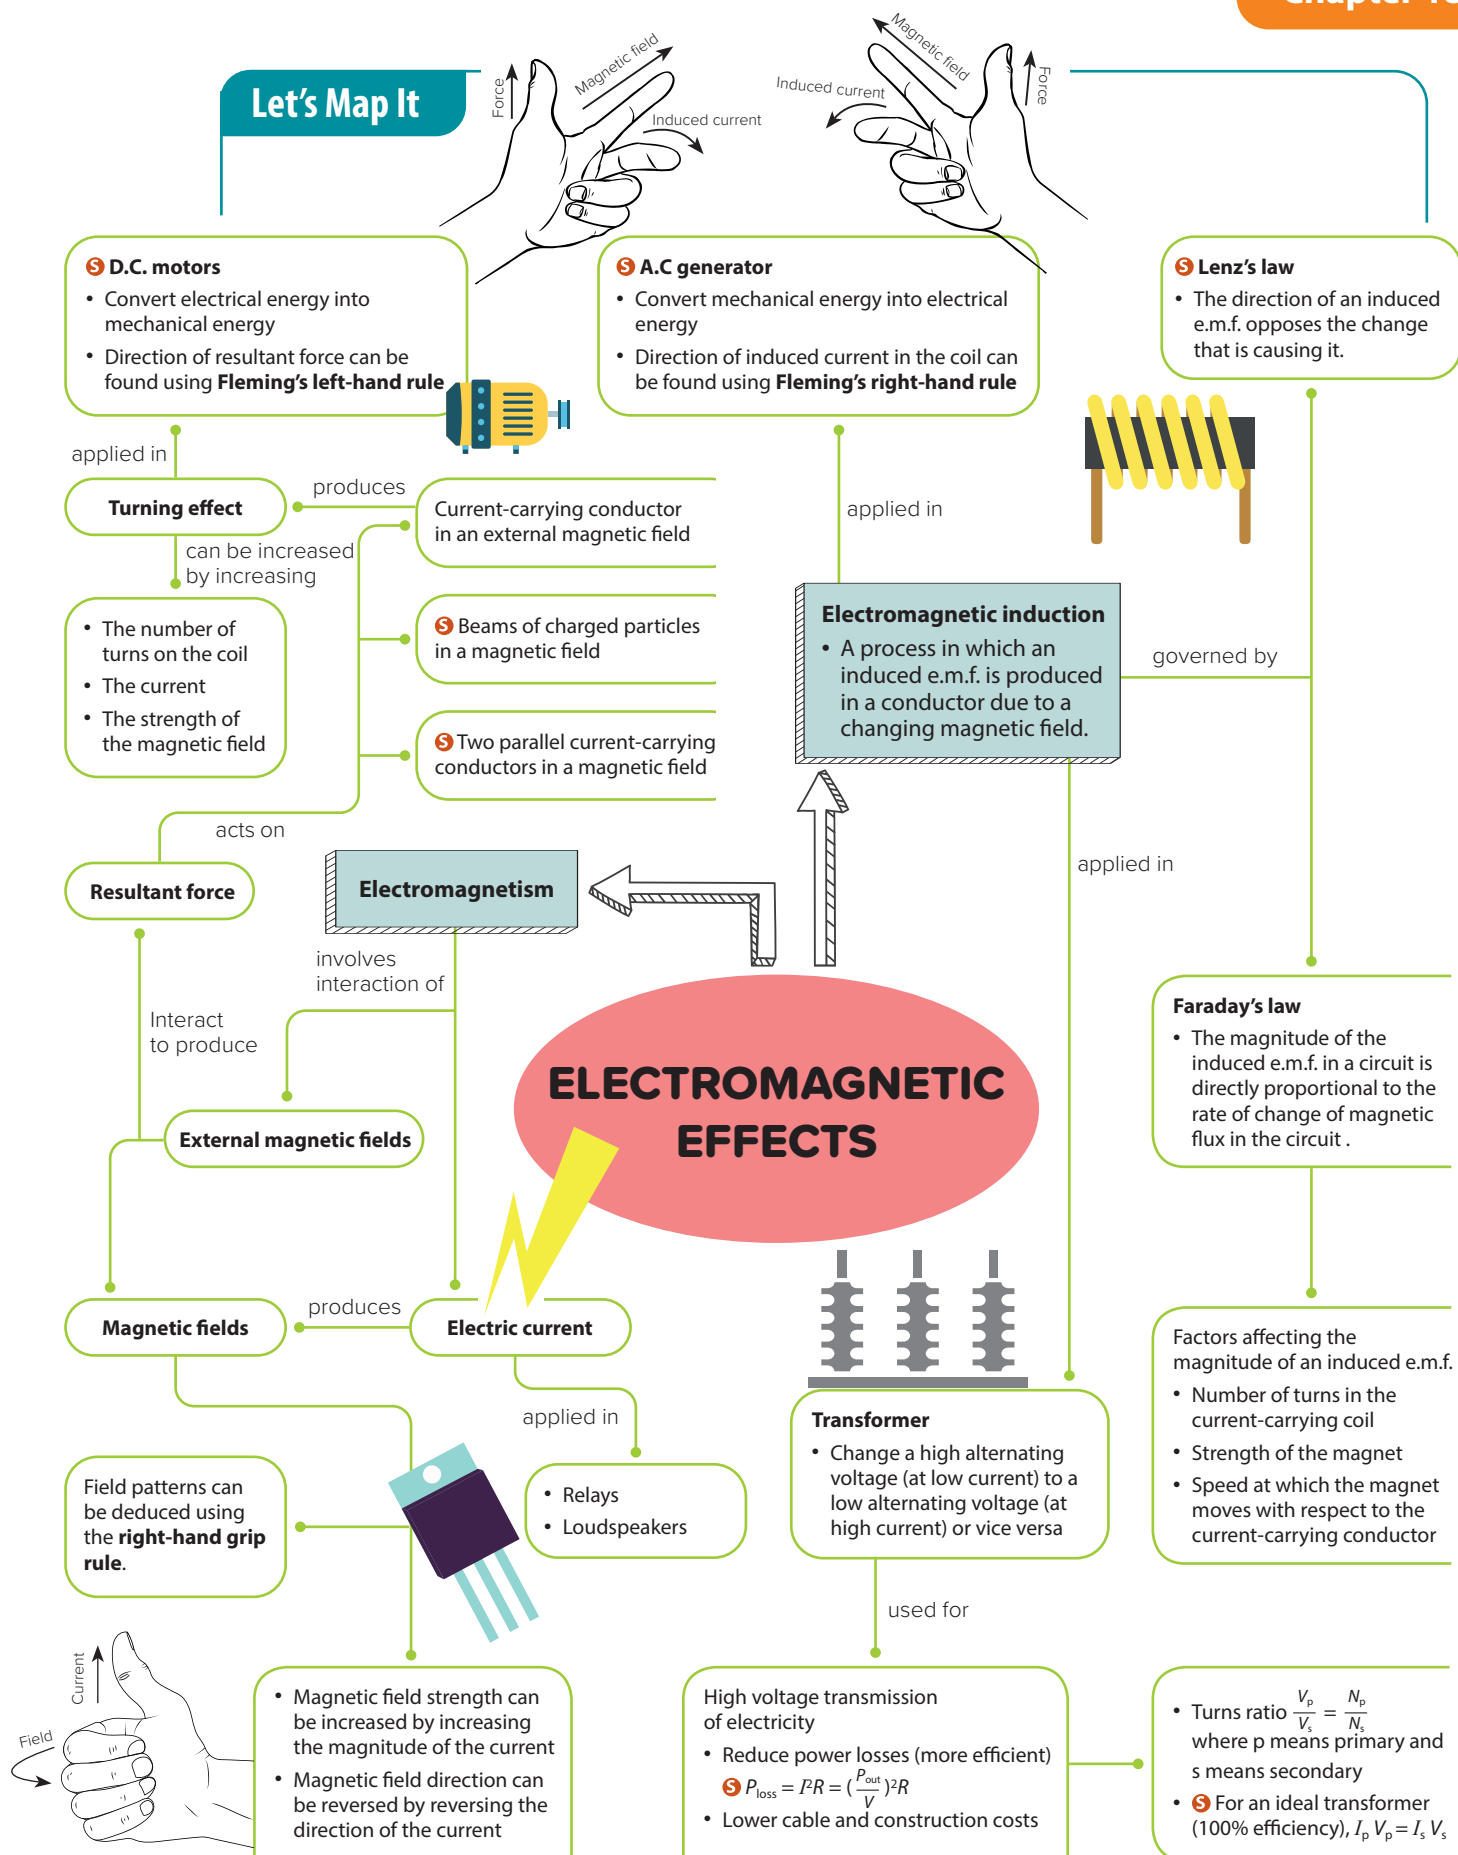 Let's Map It
Force
Magnetic field
Induced current
Magnetic field
Induced current
Force
S D.C. motors
• Convert electrical energy into
mechanical energy
• Direction of resultant force can be
found using Fleming's left-hand rule
S A.C generator
• Convert mechanical energy into electrical
energy
• Direction of induced current in the coil can
be found using Fleming's right-hand rule
S Lenz's law
• The direction of an induced
e.m.f. opposes the change
that is causing it.
applied in
Turning effect
produces
Current-carrying conductor
in an external magnetic field
can be increased
by increasing
• The number of
turns on the coil
• The current
• The strength of
the magnetic field
S Beams of charged particles
in a magnetic field
S Two parallel current-carrying
conductors in a magnetic field
acts on
Resultant force
applied in
Electromagnetic induction
• A process in which an
induced e.m.f. is produced
in a conductor due to a
changing magnetic field.
governed by
applied in
Electromagnetism
involves
interaction of
Interact
to produce
External magnetic fields
ELECTROMAGNETIC
EFFECTS
Faraday's law
• The magnitude of the
induced e.m.f. in a circuit is
directly proportional to the
rate of change of magnetic
flux in the circuit .
Magnetic fields
produces
Electric current
applied in
• Relays
• Loudspeakers
Field patterns can
be deduced using
the right-hand grip
rule.
Transformer
• Change a high alternating
voltage (at low current) to a
low alternating voltage (at
high current) or vice versa
Factors affecting the
magnitude of an induced e.m.f.
• Number of turns in the
current-carrying coil
• Strength of the magnet
• Speed at which the magnet
moves with respect to the
current-carrying conductor
used for
Current
Field
• Magnetic field strength can
be increased by increasing
the magnitude of the current
• Magnetic field direction can
be reversed by reversing the
direction of the current
High voltage transmission
of electricity
• Reduce power losses (more efficient)
S P_loss = I²R = (P_out/V)²R
• Lower cable and construction costs
• Turns ratio V_p/V_s = N_p/N_s
where p means primary and
s means secondary
• S For an ideal transformer
(100% efficiency), I_p V_p = I_s V_s